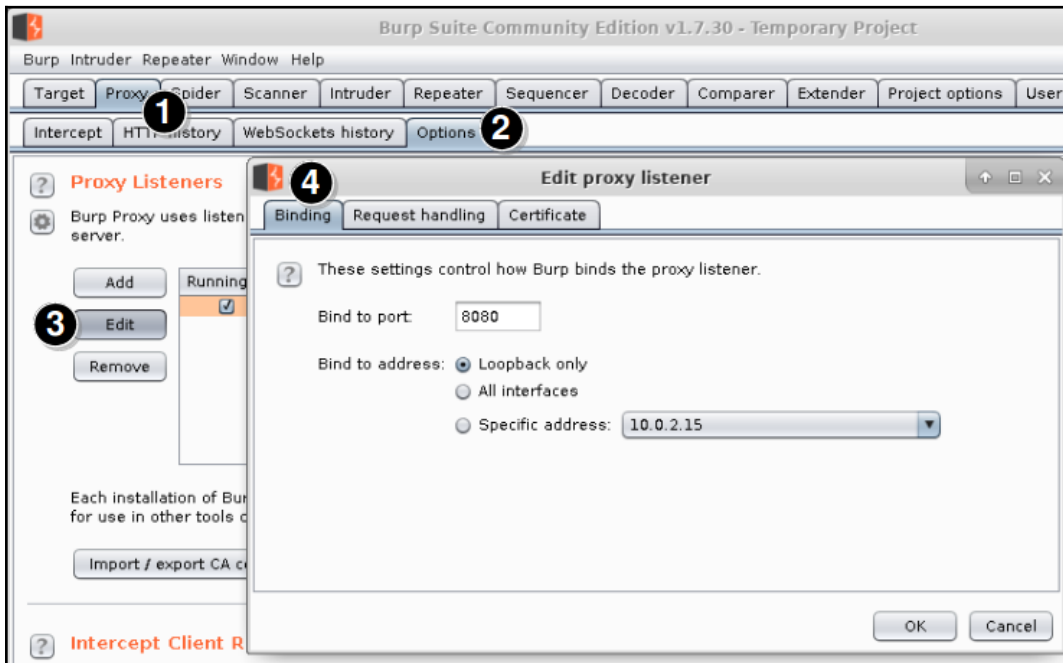 Burp Suite Community Edition v1.7.30 - Temporary Project
Burp Intruder Repeater Window Help
Target Proxy Spider Scanner Intruder Repeater Sequencer Decoder Comparer Extender Project options User
1
Intercept HTTP history WebSockets history Options 2
Proxy Listeners
4 Edit proxy listener
Burp Proxy uses listen
server.
Binding Request handling Certificate
These settings control how Burp binds the proxy listener.
Add Running
Bind to port: 8080
3 Edit
Bind to address: Loopback only
Remove
All interfaces
Specific address: 10.0.2.15
Each installation of Bur
for use in other tools o
Import / export CA c
OK Cancel
Intercept Client R